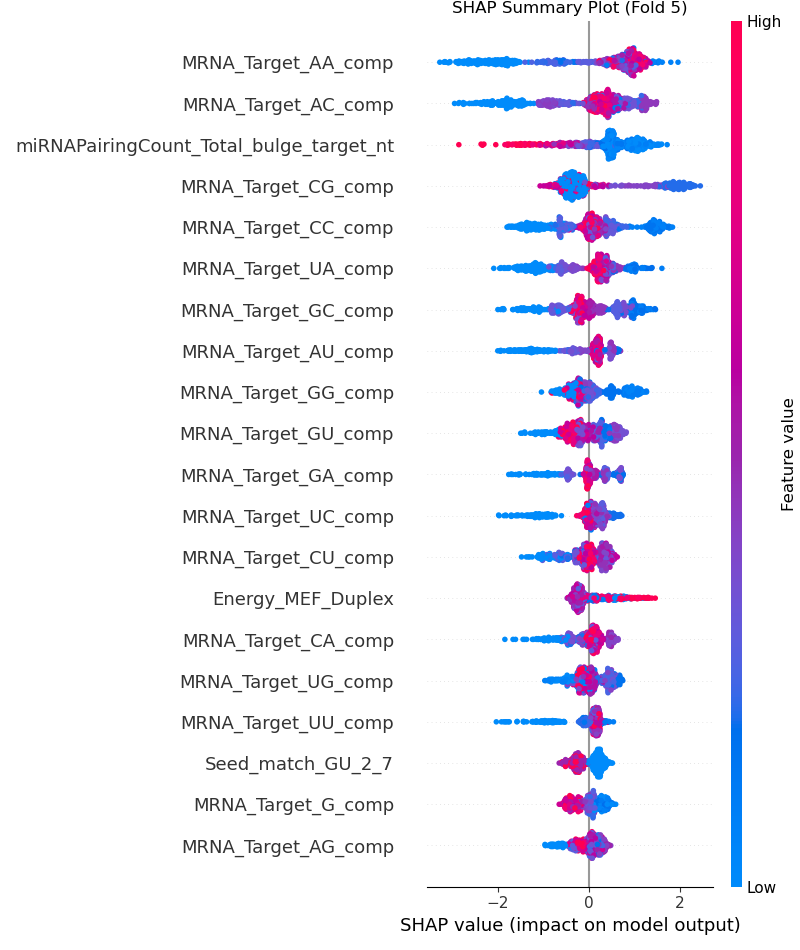 SHAP Summary Plot (Fold 5)
High
MRNA_Target_AA_comp
MRNA_Target_AC_comp
miRNAPairingCount_Total_bulge_target_nt
MRNA_Target_CG_comp
MRNA_Target_CC_comp
MRNA_Target_UA_comp
MRNA_Target_GC_comp
MRNA_Target_AU_comp
MRNA_Target_GG_comp
MRNA_Target_GU_comp
MRNA_Target_GA_comp
MRNA_Target_UC_comp
MRNA_Target_CU_comp
Energy_MEF_Duplex
MRNA_Target_CA_comp
MRNA_Target_UG_comp
MRNA_Target_UU_comp
Seed_match_GU_2_7
MRNA_Target_G_comp
MRNA_Target_AG_comp
Feature value
Low
−2 0 2
SHAP value (impact on model output)